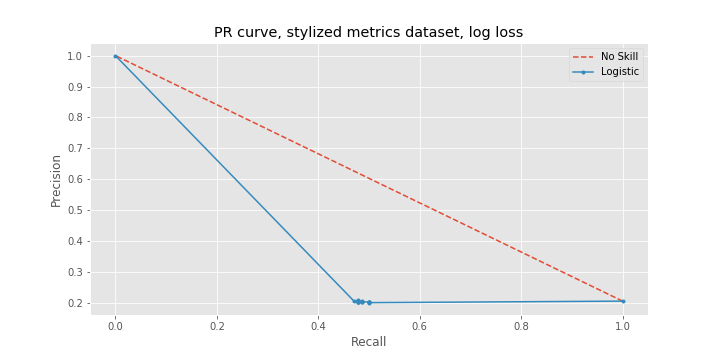 PR curve, stylized metrics dataset, log loss
No Skill
Logistic
1.0
0.9
0.8
0.7
0.6
0.5
0.4
0.3
0.2
Precision
0.0 0.2 0.4 0.6 0.8 1.0
Recall